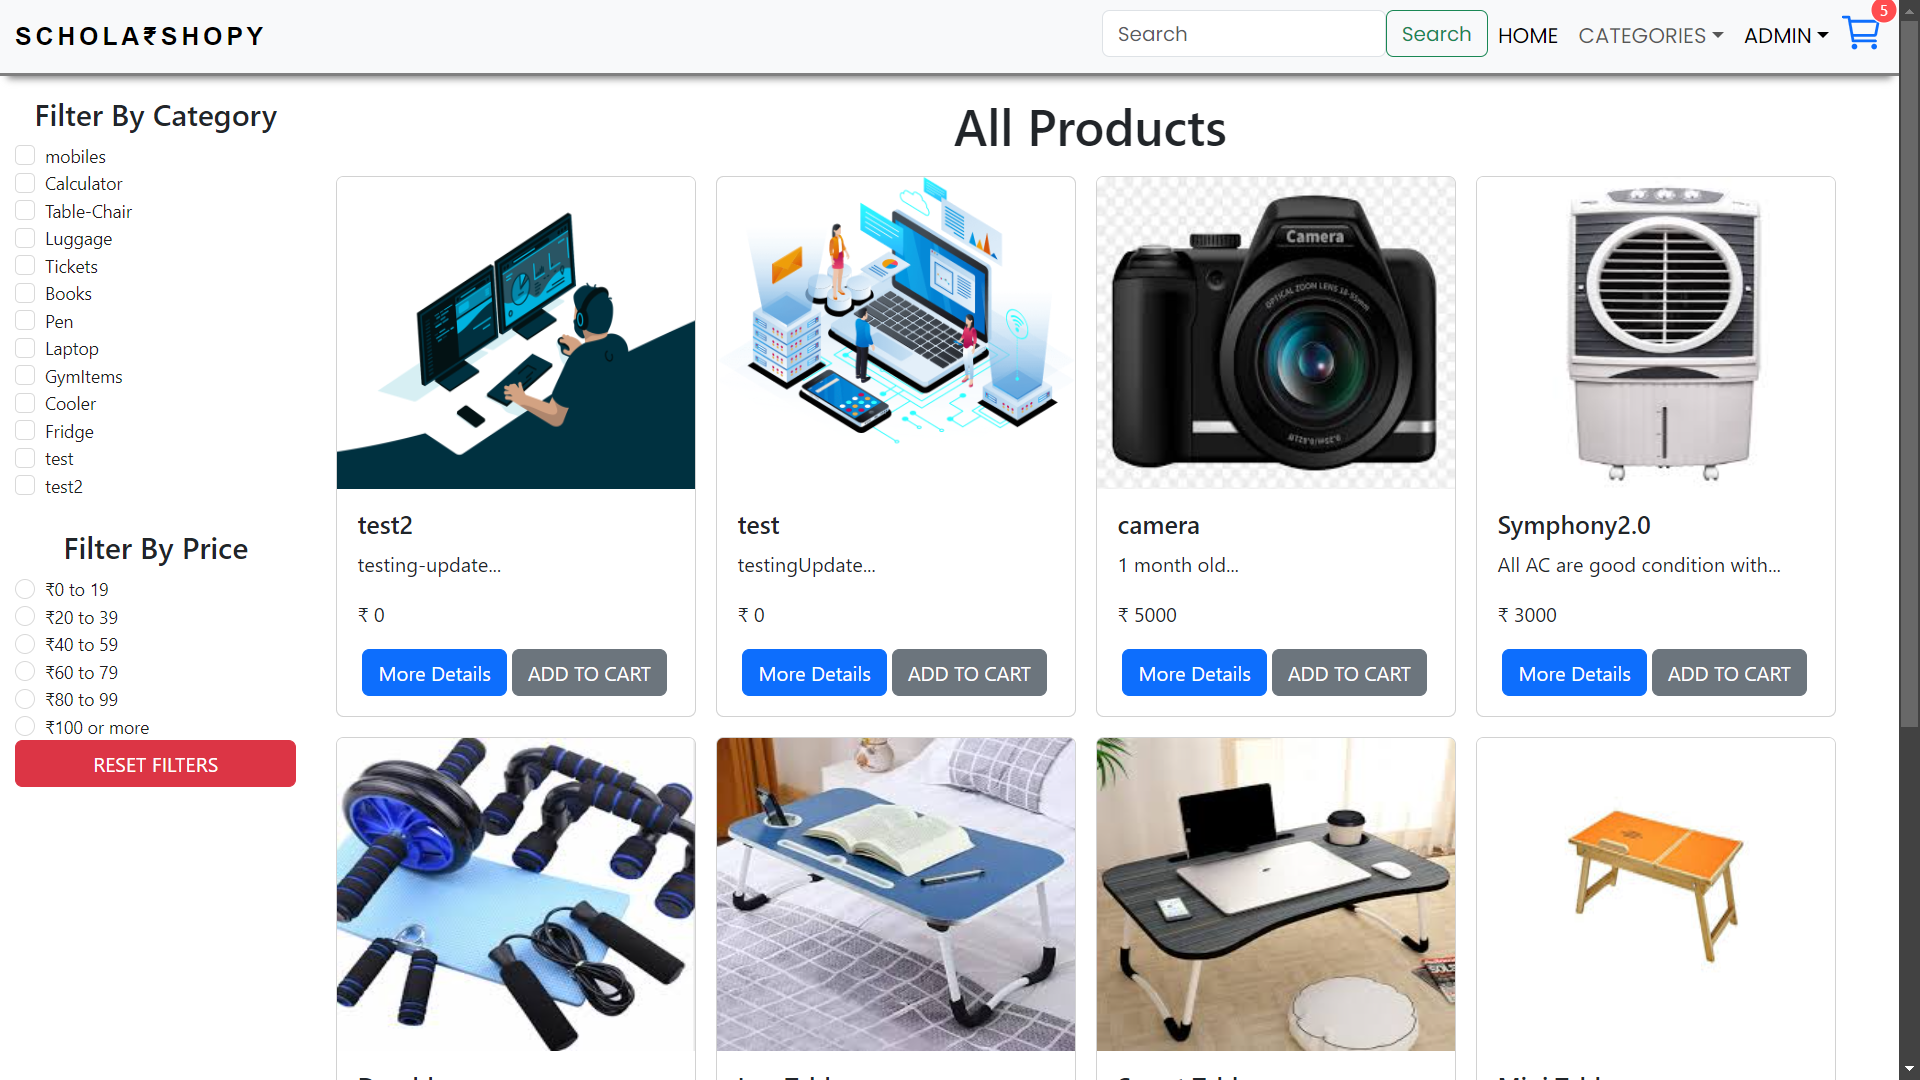 SCHOLA₹SHOPY
Search
Search
HOME
CATEGORIES
ADMIN
5
Filter By Category
mobiles
Calculator
Table-Chair
Luggage
Tickets
Books
Pen
Laptop
GymItems
Cooler
Fridge
test
test2
Filter By Price
₹0 to 19
₹20 to 39
₹40 to 59
₹60 to 79
₹80 to 99
₹100 or more
RESET FILTERS
All Products
Camera
OPTICAL ZOOM LENS 18-55mm
test2
testing-update...
₹ 0
More Details
ADD TO CART
test
testingUpdate...
₹ 0
More Details
ADD TO CART
camera
1 month old...
₹ 5000
More Details
ADD TO CART
Symphony2.0
All AC are good condition with...
₹ 3000
More Details
ADD TO CART